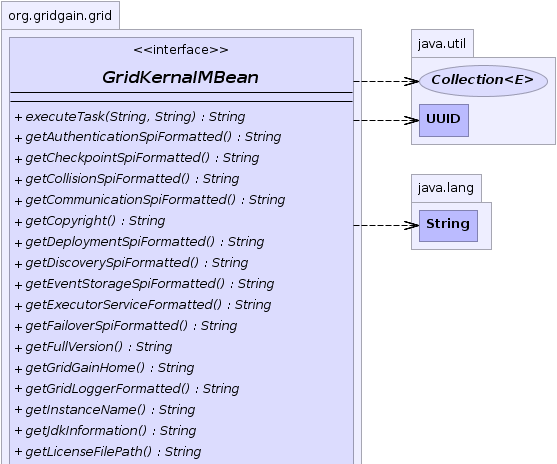 org.gridgain.grid
<<interface>>
GridKernalMBean
+ executeTask(String, String) : String
+ getAuthenticationSpiFormatted() : String
+ getCheckpointSpiFormatted() : String
+ getCollisionSpiFormatted() : String
+ getCommunicationSpiFormatted() : String
+ getCopyright() : String
+ getDeploymentSpiFormatted() : String
+ getDiscoverySpiFormatted() : String
+ getEventStorageSpiFormatted() : String
+ getExecutorServiceFormatted() : String
+ getFailoverSpiFormatted() : String
+ getFullVersion() : String
+ getGridGainHome() : String
+ getGridLoggerFormatted() : String
+ getInstanceName() : String
+ getJdkInformation() : String
+ getLicenseFilePath() : String
java.util
Collection<E>
UUID
java.lang
String